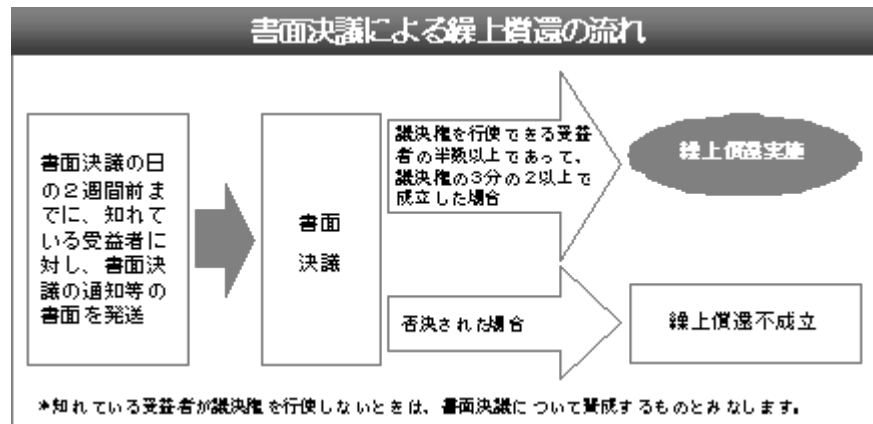 書面決議による繰上償還の流れ
書面決議の日
の2週間前ま
でに、知れて
いる受益者に
対し、書面決
議の通知等の
書面を発送
書面
決議
議決権を行使できる受益
者の半数以上であって、
議決権の3分の2以上で
成立した場合
繰上償還実施
否決された場合
繰上償還不成立
*知れている受益者が議決権を行使しないときは、書面決議について賛成するものとみなします。